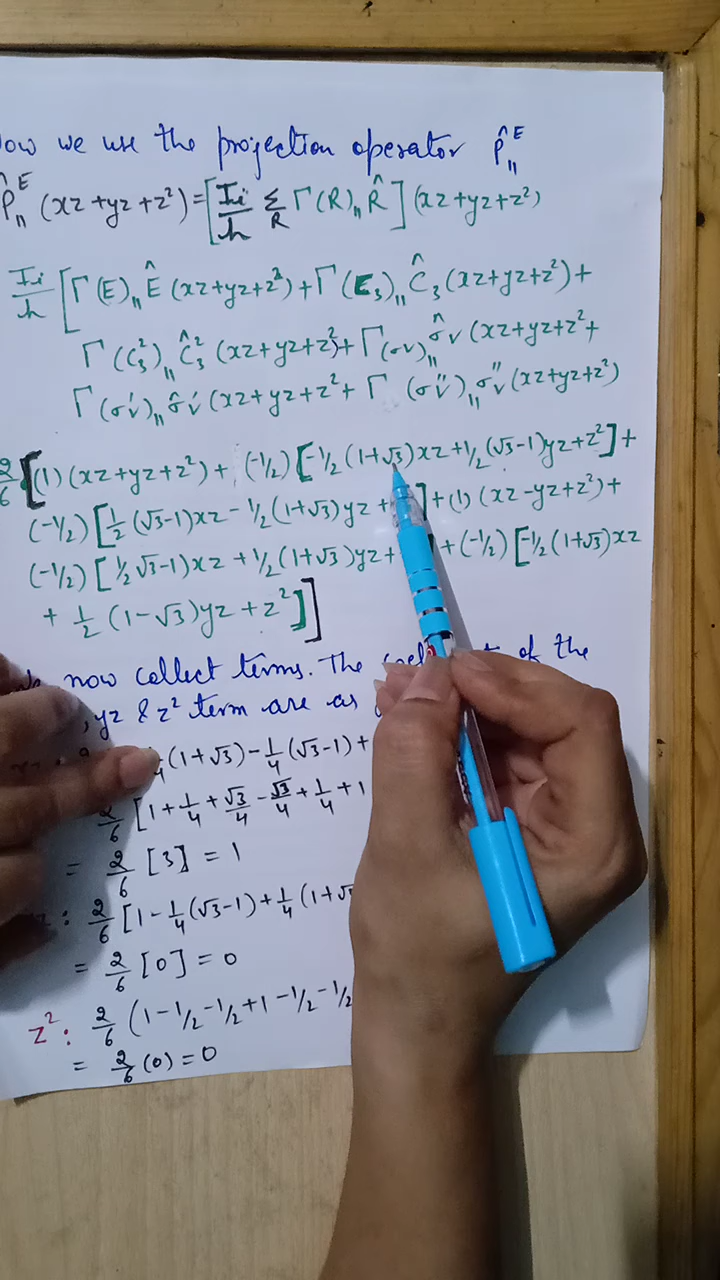 now we use the projection operator P̂₁₁ᴱ
P̂₁₁ᴱ (xz+yz+z²) = [Ii/h Σ_R Γ(R)₁₁ R̂] (xz+yz+z²)
Ii/h [Γ(E)₁₁ Ê (xz+yz+z²) + Γ(E₃)₁₁ Ĉ₃ (xz+yz+z²) +
Γ(C₃²)₁₁ Ĉ₃² (xz+yz+z²) + Γ(σv)₁₁ σ̂v (xz+yz+z² +
Γ(σv')₁₁ σ̂v' (xz+yz+z² + Γ (σv")₁₁ σv" (xz+yz+z²)
2/6 [(1) (xz+yz+z²) + (-1/2) [-1/2 (1+√3) xz + 1/2 (√3-1) yz + z²] +
(-1/2) [1/2 (√3-1) xz - 1/2 (1+√3) yz + ] + (1) (xz-yz+z²) +
(-1/2) [1/2 √3-1) xz + 1/2 (1+√3) yz + + (-1/2) [-1/2 (1+√3) xz
+ 1/2 (1-√3) yz + z²]]
now collect terms. The of the
, yz & z² term are as
(1+√3) - 1/4 (√3-1) +
2/6 [1 + 1/4 + √3/4 - √3/4 + 1/4 + 1
= 2/6 [3] = 1
: 2/6 [1 - 1/4 (√3-1) + 1/4 (1+√3
= 2/6 [0] = 0
z² : 2/6 (1 - 1/2 - 1/2 + 1 - 1/2 - 1/2
= 2/6 (0) = 0